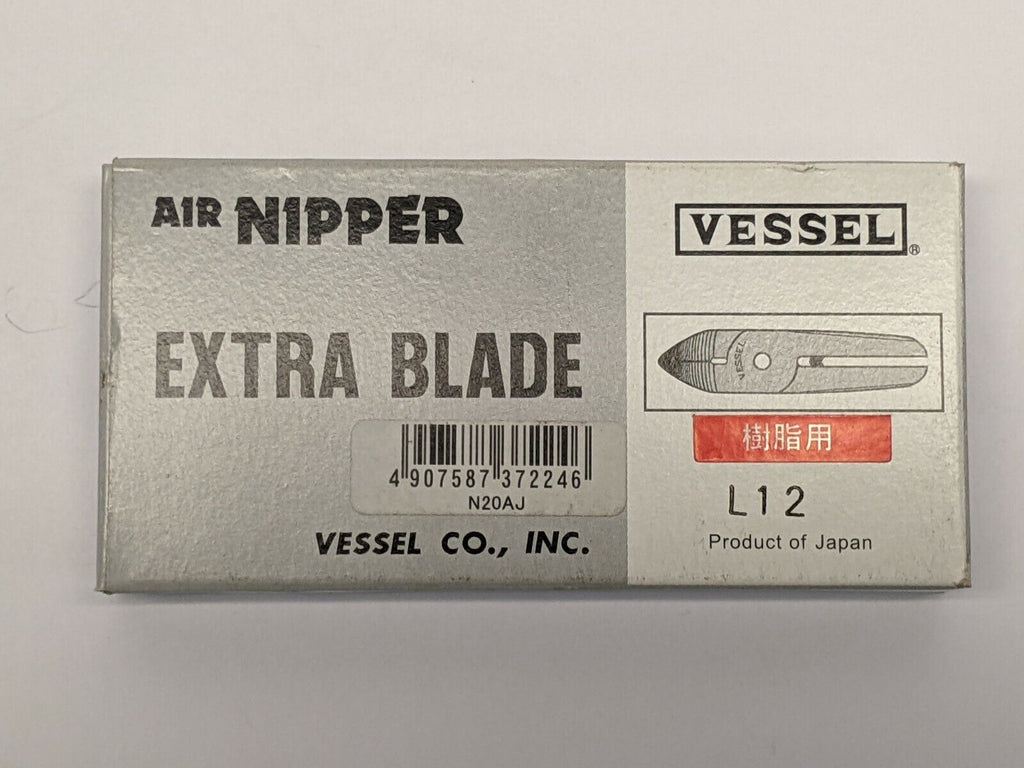 AIR NIPPER
EXTRA BLADE
4 907587 372246
N20AJ
VESSEL CO., INC.
VESSEL®
VESSEL
樹脂用
L12
Product of Japan